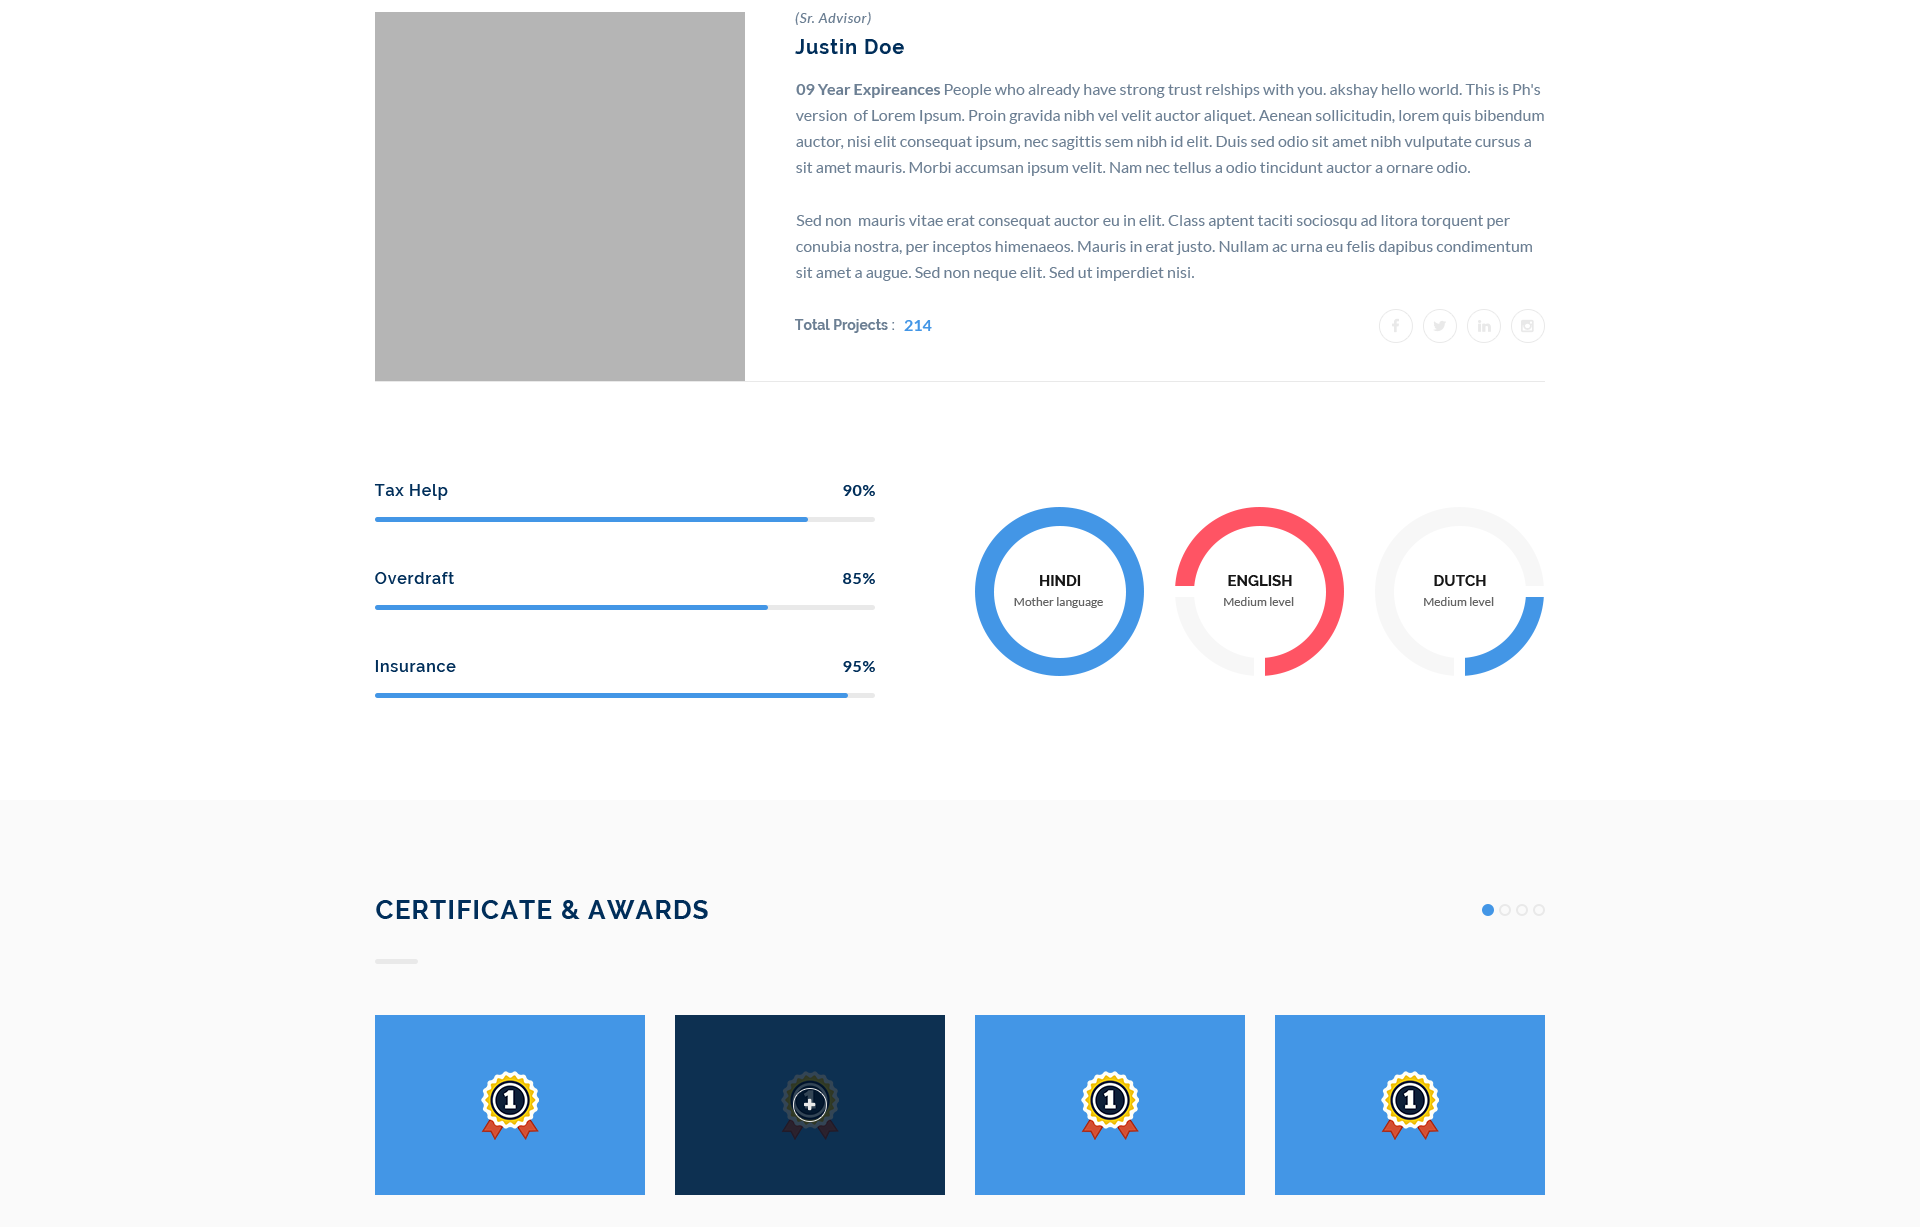 (Sr. Advisor)
Justin Doe
09 Year Expireances People who already have strong trust relships with you. akshay hello world. This is Ph's
version of Lorem Ipsum. Proin gravida nibh vel velit auctor aliquet. Aenean sollicitudin, lorem quis bibendum
auctor, nisi elit consequat ipsum, nec sagittis sem nibh id elit. Duis sed odio sit amet nibh vulputate cursus a
sit amet mauris. Morbi accumsan ipsum velit. Nam nec tellus a odio tincidunt auctor a ornare odio.
Sed non mauris vitae erat consequat auctor eu in elit. Class aptent taciti sociosqu ad litora torquent per
conubia nostra, per inceptos himenaeos. Mauris in erat justo. Nullam ac urna eu felis dapibus condimentum
sit amet a augue. Sed non neque elit. Sed ut imperdiet nisi.
Total Projects : 214
Tax Help 90%
Overdraft 85%
Insurance 95%
HINDI
Mother language
ENGLISH
Medium level
DUTCH
Medium level
CERTIFICATE & AWARDS
1
1
1
1